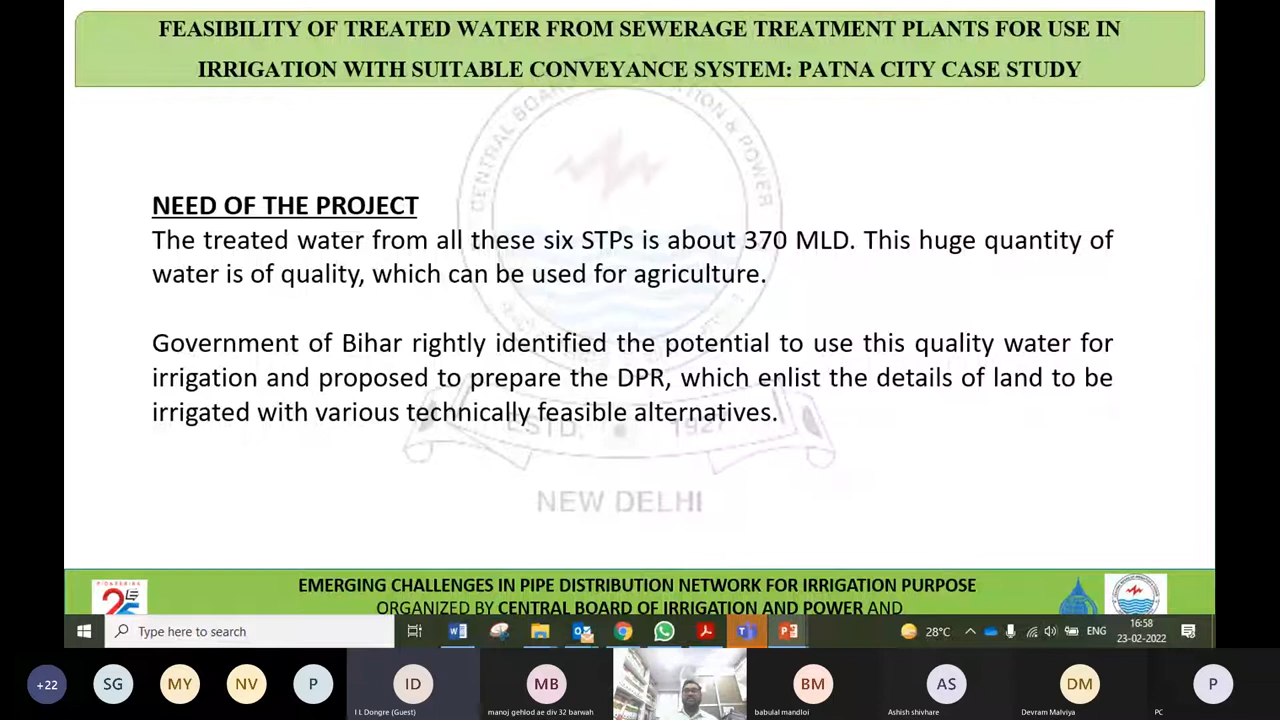 FEASIBILITY OF TREATED WATER FROM SEWERAGE TREATMENT PLANTS FOR USE IN
IRRIGATION WITH SUITABLE CONVEYANCE SYSTEM: PATNA CITY CASE STUDY
NEED OF THE PROJECT
The treated water from all these six STPs is about 370 MLD. This huge quantity of
water is of quality, which can be used for agriculture.
Government of Bihar rightly identified the potential to use this quality water for
irrigation and proposed to prepare the DPR, which enlist the details of land to be
irrigated with various technically feasible alternatives.
ESTD. 1927
NEW DELHI
EMERGING CHALLENGES IN PIPE DISTRIBUTION NETWORK FOR IRRIGATION PURPOSE
ORGANIZED BY CENTRAL BOARD OF IRRIGATION AND POWER AND
25
Type here to search
28°C
ENG
16:58
23-02-2022
+22
SG
MY
NV
P
ID
MB
BM
AS
DM
P
I L Dongre (Guest)
manoj gehlod ae div 32 barwah
babulal mandloi
Ashish shivhare
Devram Malviya
PC